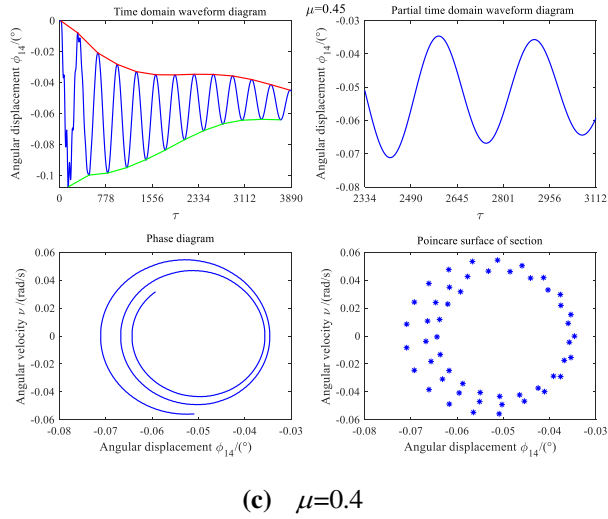 Time domain waveform diagram
μ=0.45
Partial time domain waveform diagram
Angular displacement ϕ14/(°)
0
-0.02
-0.04
-0.06
-0.08
-0.1
0 778 1556 2334 3112 3890
τ
Angular displacement ϕ14/(°)
-0.03
-0.04
-0.05
-0.06
-0.07
-0.08
2334 2490 2645 2801 2956 3112
τ
Phase diagram
Poincare surface of section
Angular velocity ν /(rad/s)
0.06
0.04
0.02
0
-0.02
-0.04
-0.06
-0.08 -0.07 -0.06 -0.05 -0.04 -0.03
Angular displacement ϕ14/(°)
Angular velocity ν /(rad/s)
0.06
0.04
0.02
0
-0.02
-0.04
-0.06
-0.08 -0.07 -0.06 -0.05 -0.04 -0.03
Angular displacement ϕ14/(°)
(c) μ=0.4